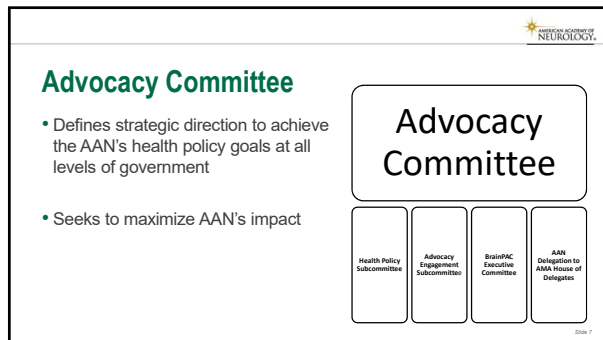 AMERICAN ACADEMY OF
NEUROLOGY®
Advocacy Committee
• Defines strategic direction to achieve
the AAN's health policy goals at all
levels of government
• Seeks to maximize AAN's impact
Advocacy
Committee
Health Policy
Subcommittee
Advocacy
Engagement
Subcommittee
BrainPAC
Executive
Committee
AAN
Delegation to
AMA House of
Delegates
Slide 7